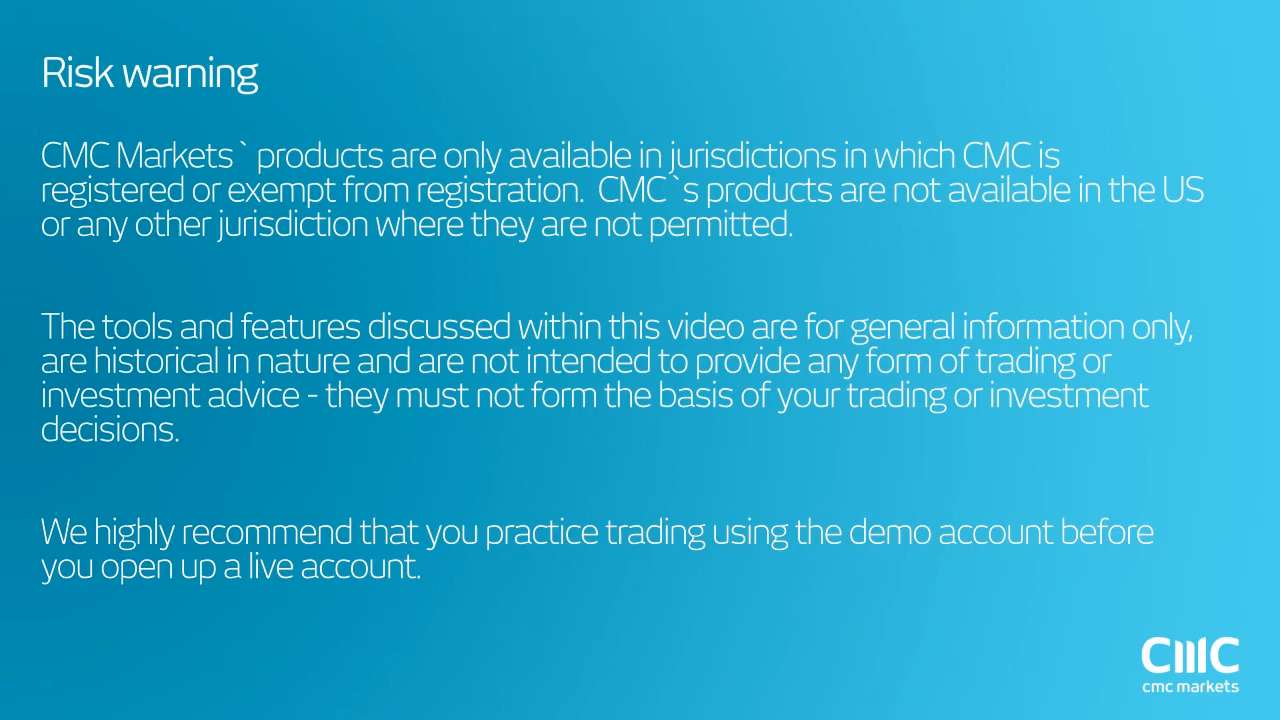 Risk warning
CMC Markets` products are only available in jurisdictions in which CMC is
registered or exempt from registration.  CMC`s products are not available in the US
or any other jurisdiction where they are not permitted.
The tools and features discussed within this video are for general information only,
are historical in nature and are not intended to provide any form of trading or
investment advice - they must not form the basis of your trading or investment
decisions.
We highly recommend that you practice trading using the demo account before
you open up a live account.
CMC
cmc markets